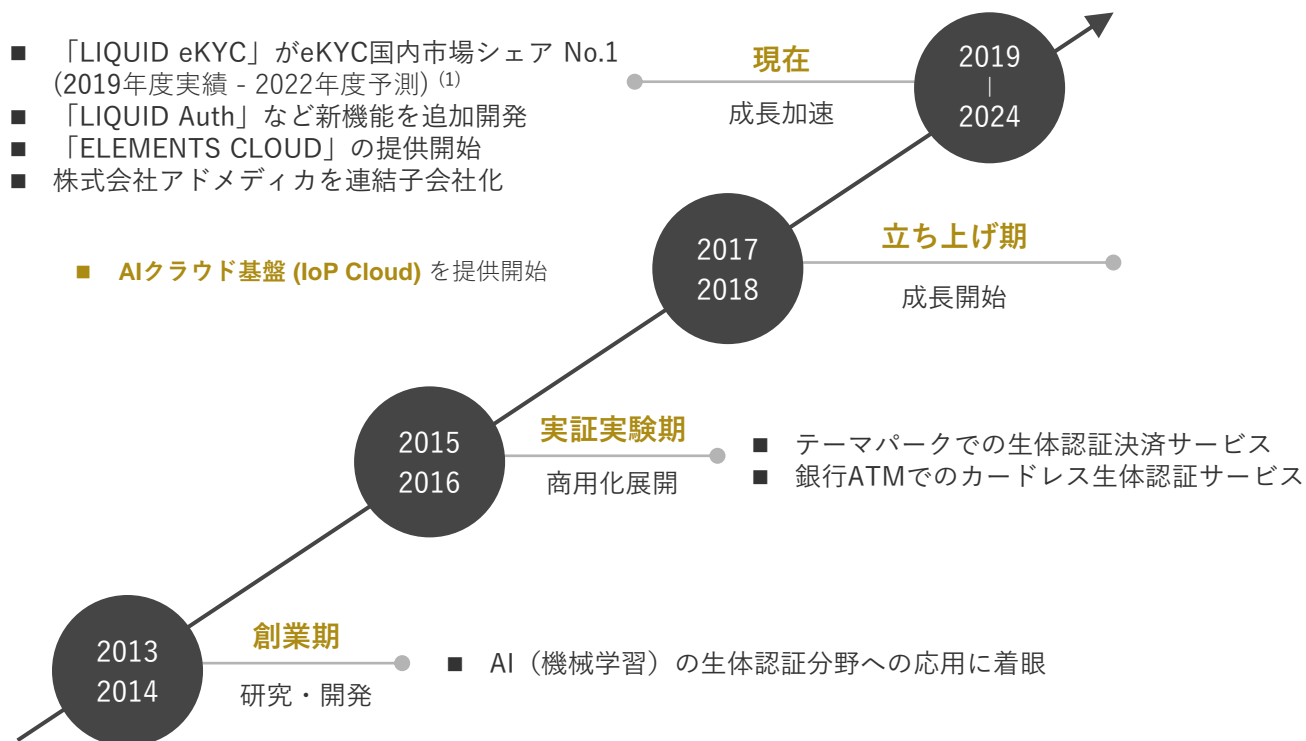 ■ 「LIQUID eKYC」がeKYC国内市場シェア No.1
(2019年度実績 - 2022年度予測) (1)
■ 「LIQUID Auth」など新機能を追加開発
■ 「ELEMENTS CLOUD」の提供開始
■ 株式会社アドメディカを連結子会社化
現在
成長加速
2019
|
2024
■ AIクラウド基盤 (IoP Cloud) を提供開始
2017
2018
立ち上げ期
成長開始
2015
2016
実証実験期
商用化展開
■ テーマパークでの生体認証決済サービス
■ 銀行ATMでのカードレス生体認証サービス
2013
2014
創業期
研究・開発
■ AI（機械学習）の生体認証分野への応用に着眼